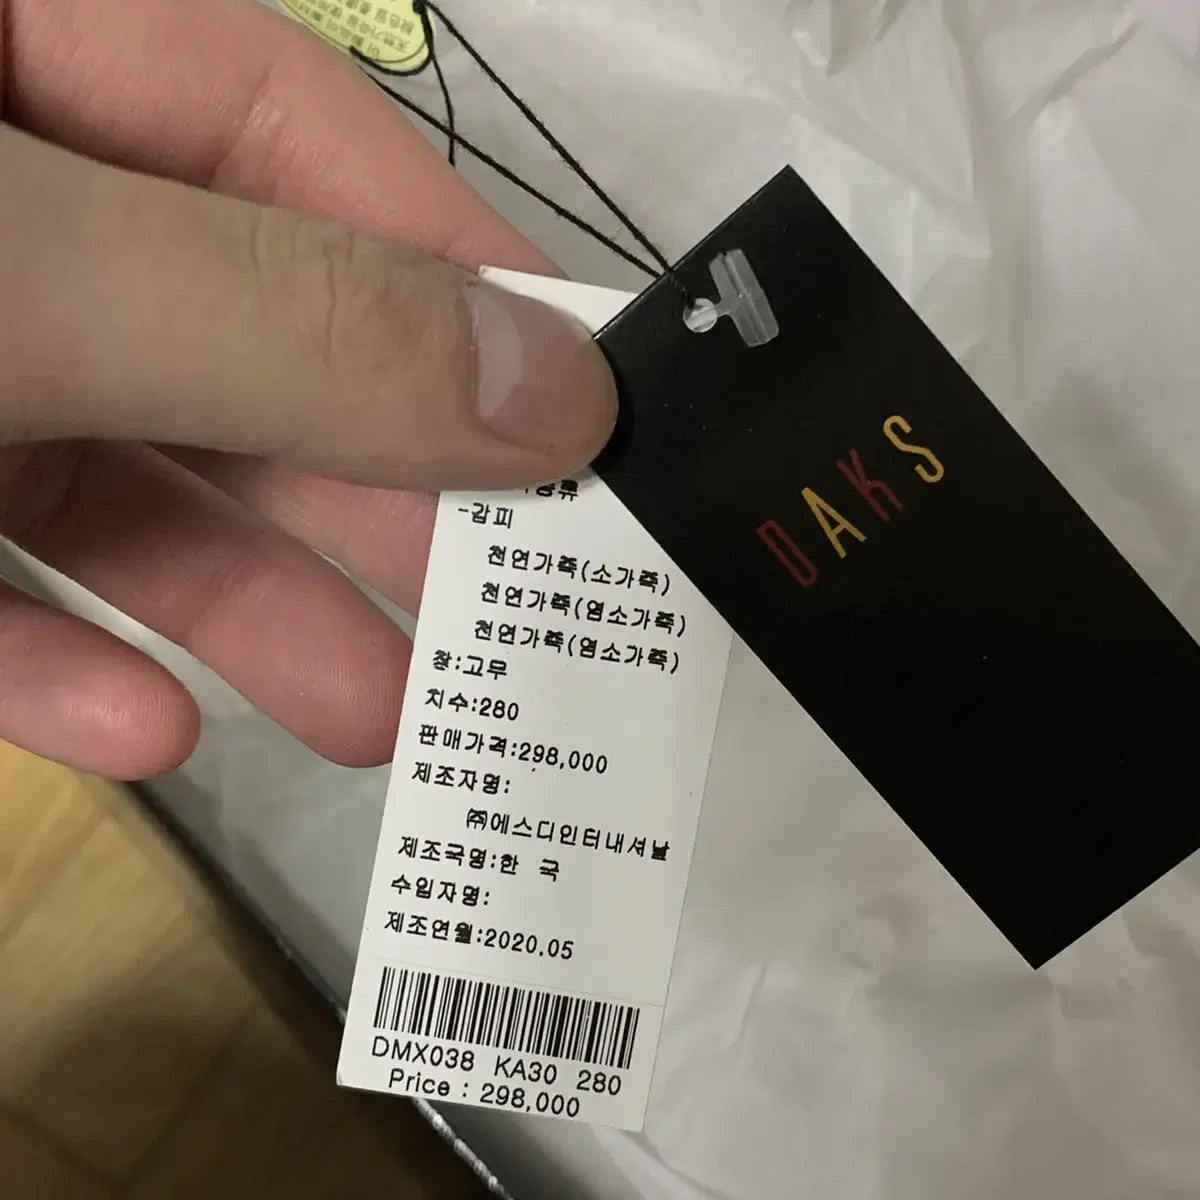 DAKS
-감피
천연가죽(소가죽)
천연가죽(염소가죽)
천연가죽(염소가죽)
창:고무
치수:280
판매가격:298,000
제조자명:
㈜에스디인터내셔날
제조국명:한 국
수입자명:
제조연월:2020.05
DMX038 KA30 280
Price : 298,000